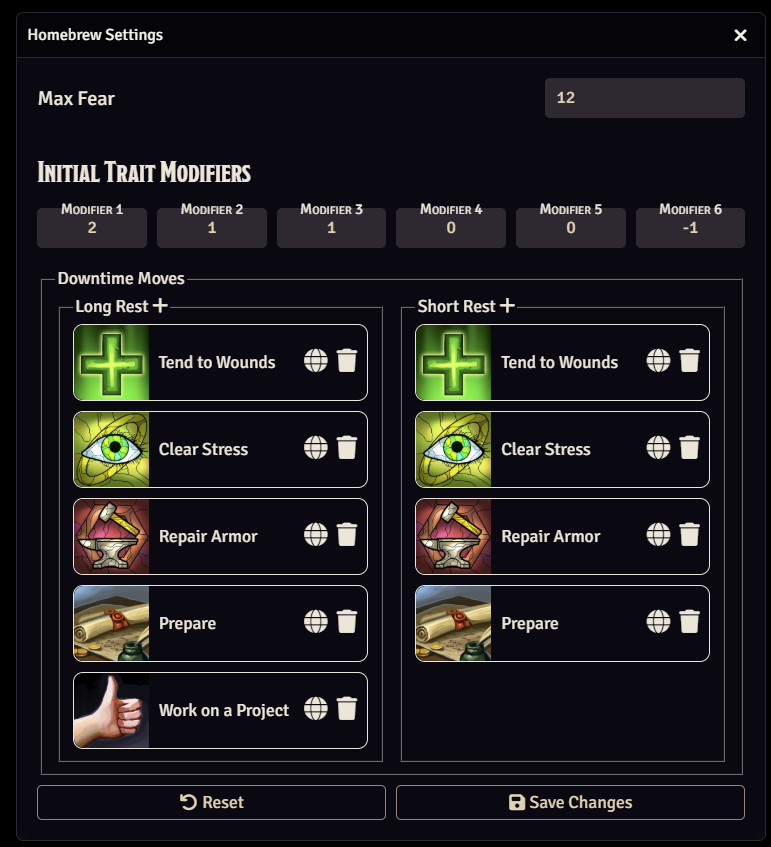 Homebrew Settings
Max Fear
12
Initial Trait Modifiers
Modifier 1
2
Modifier 2
1
Modifier 3
1
Modifier 4
0
Modifier 5
0
Modifier 6
-1
Downtime Moves
Long Rest
Tend to Wounds
Clear Stress
Repair Armor
Prepare
Work on a Project
Short Rest
Tend to Wounds
Clear Stress
Repair Armor
Prepare
Reset
Save Changes